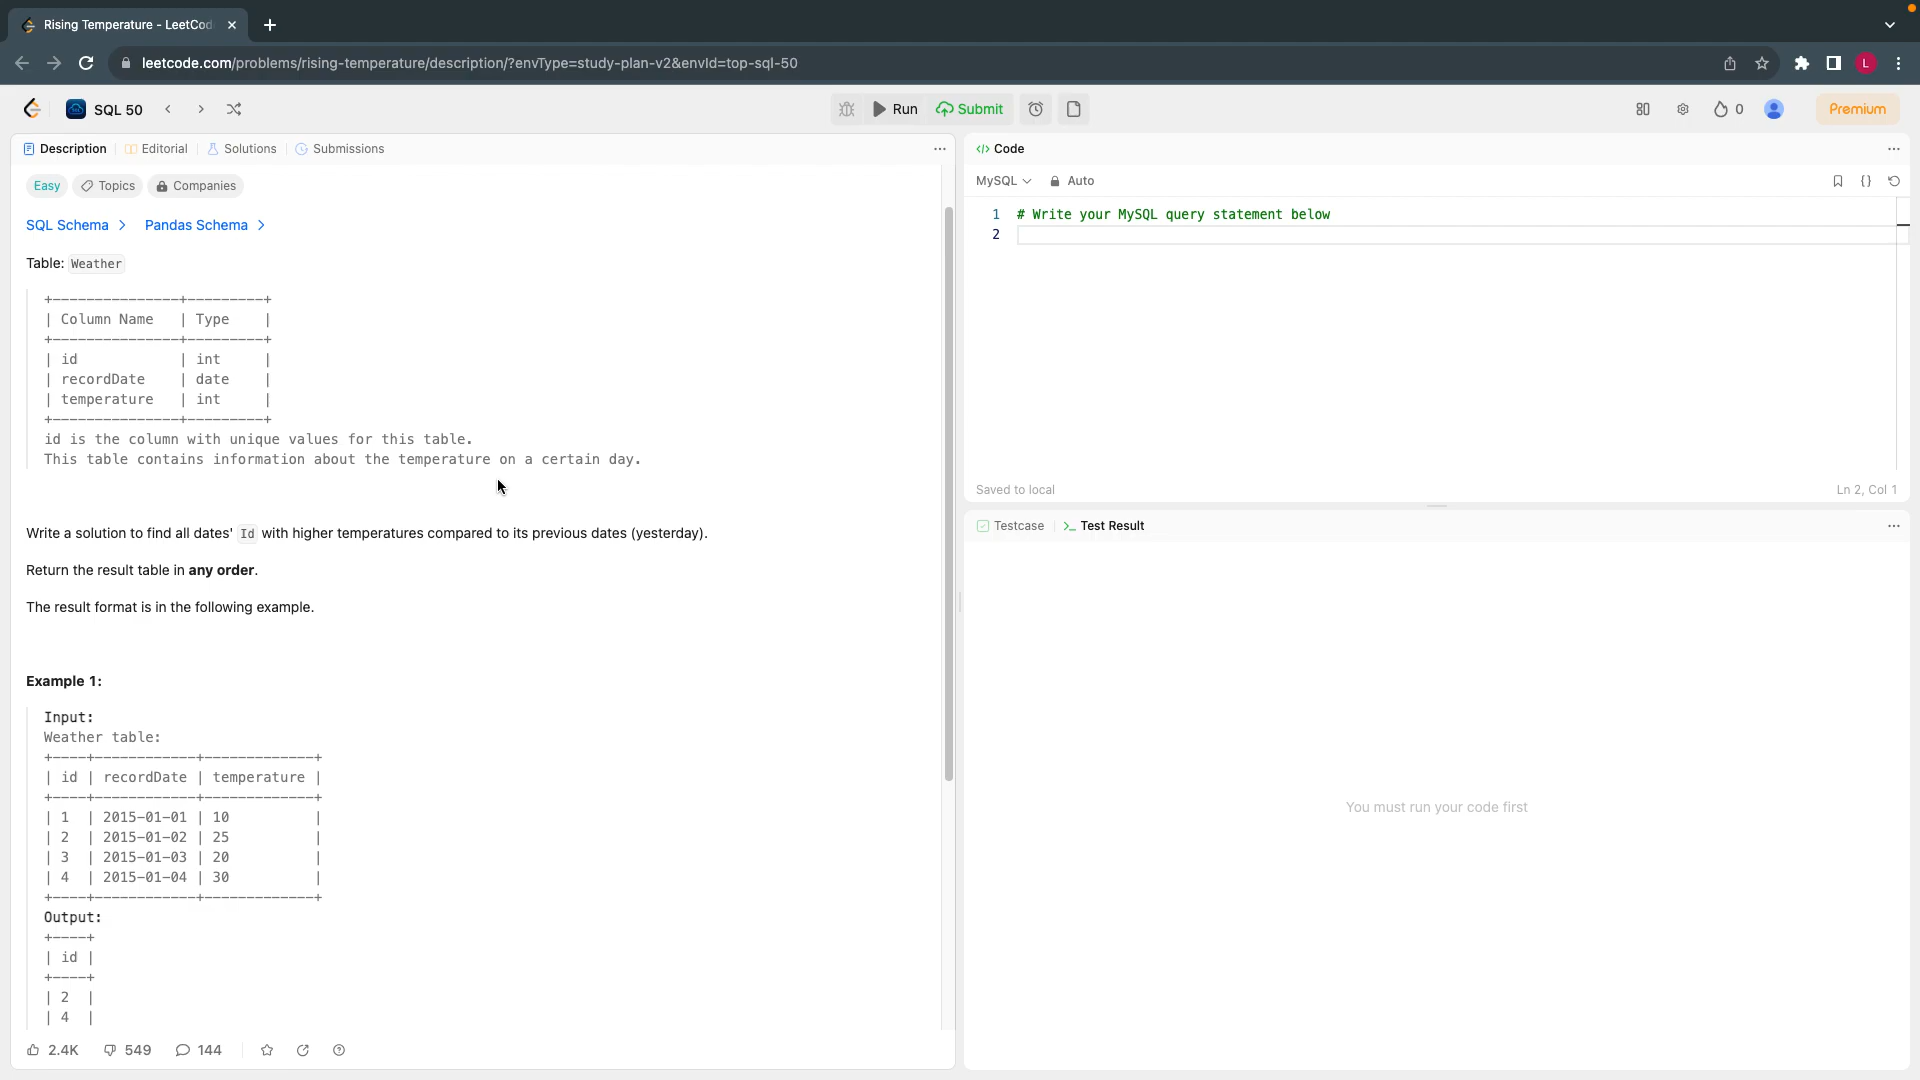 Rising Temperature - LeetCod
leetcode.com/problems/rising-temperature/description/?envType=study-plan-v2&envId=top-sql-50
L
SQL 50
Run
Submit
0
Premium
Description
Editorial
Solutions
Submissions
Easy
Topics
Companies
SQL Schema
Pandas Schema
Table: Weather
+---------------+---------+
| Column Name   | Type    |
+---------------+---------+
| id            | int     |
| recordDate    | date    |
| temperature   | int     |
+---------------+---------+
id is the column with unique values for this table.
This table contains information about the temperature on a certain day.
Write a solution to find all dates' Id with higher temperatures compared to its previous dates (yesterday).
Return the result table in any order.
The result format is in the following example.
Example 1:
Input:
Weather table:
+----+------------+-------------+
| id | recordDate | temperature |
+----+------------+-------------+
| 1  | 2015-01-01 | 10          |
| 2  | 2015-01-02 | 25          |
| 3  | 2015-01-03 | 20          |
| 4  | 2015-01-04 | 30          |
+----+------------+-------------+
Output:
+----+
| id |
+----+
| 2  |
| 4  |
2.4K
549
144
</> Code
MySQL
Auto
{}
1 # Write your MySQL query statement below
2
Saved to local
Ln 2, Col 1
Testcase
>_ Test Result
You must run your code first